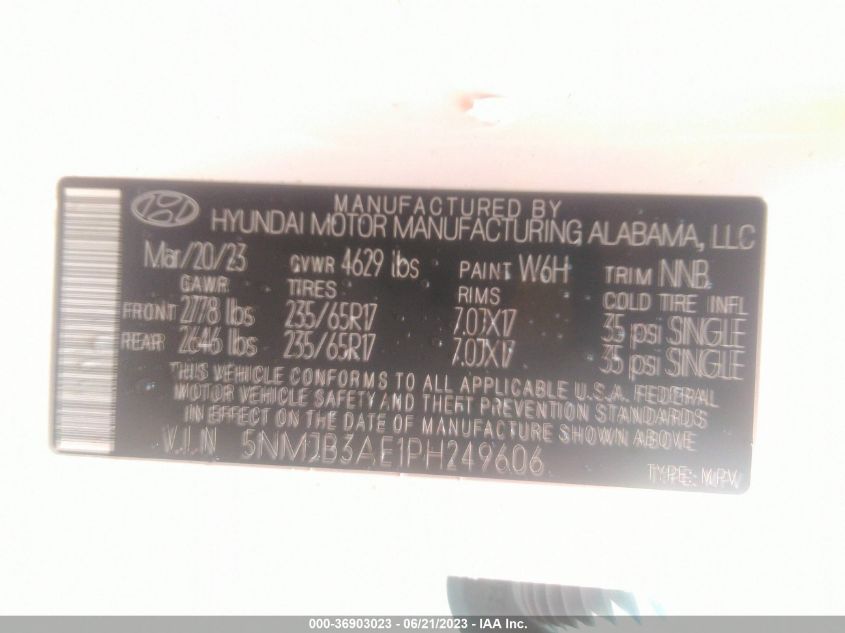 MANUFACTURED BY
HYUNDAI MOTOR MANUFACTURING ALABAMA, LLC
Mar/20/23 GVWR 4629 lbs PAINT W6H TRIM NNB
GAWR TIRES RIMS COLD TIRE INFL
FRONT 2778 lbs 235/65R17 7.0JX17 35 psi SINGLE
REAR 2646 lbs 235/65R17 7.0JX17 35 psi SINGLE
THIS VEHICLE CONFORMS TO ALL APPLICABLE U.S.A. FEDERAL
MOTOR VEHICLE SAFETY AND THEFT PREVENTION STANDARDS
IN EFFECT ON THE DATE OF MANUFACTURE SHOWN ABOVE
V.I.N 5NMJB3AE1PH249606
TYPE: MPV
000-36903023 - 06/21/2023 - IAA Inc.